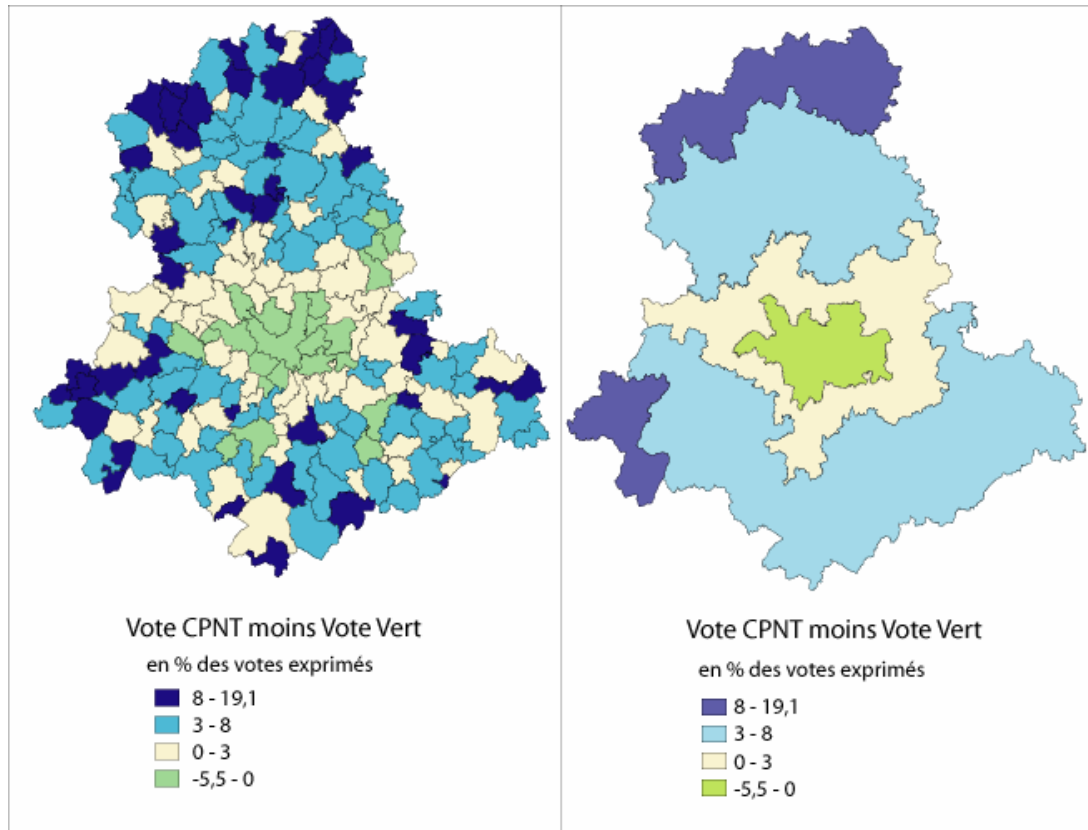 Vote CPNT moins Vote Vert
en % des votes exprimés
8 - 19,1
3 - 8
0 - 3
-5,5 - 0
Vote CPNT moins Vote Vert
en % des votes exprimés
8 - 19,1
3 - 8
0 - 3
-5,5 - 0